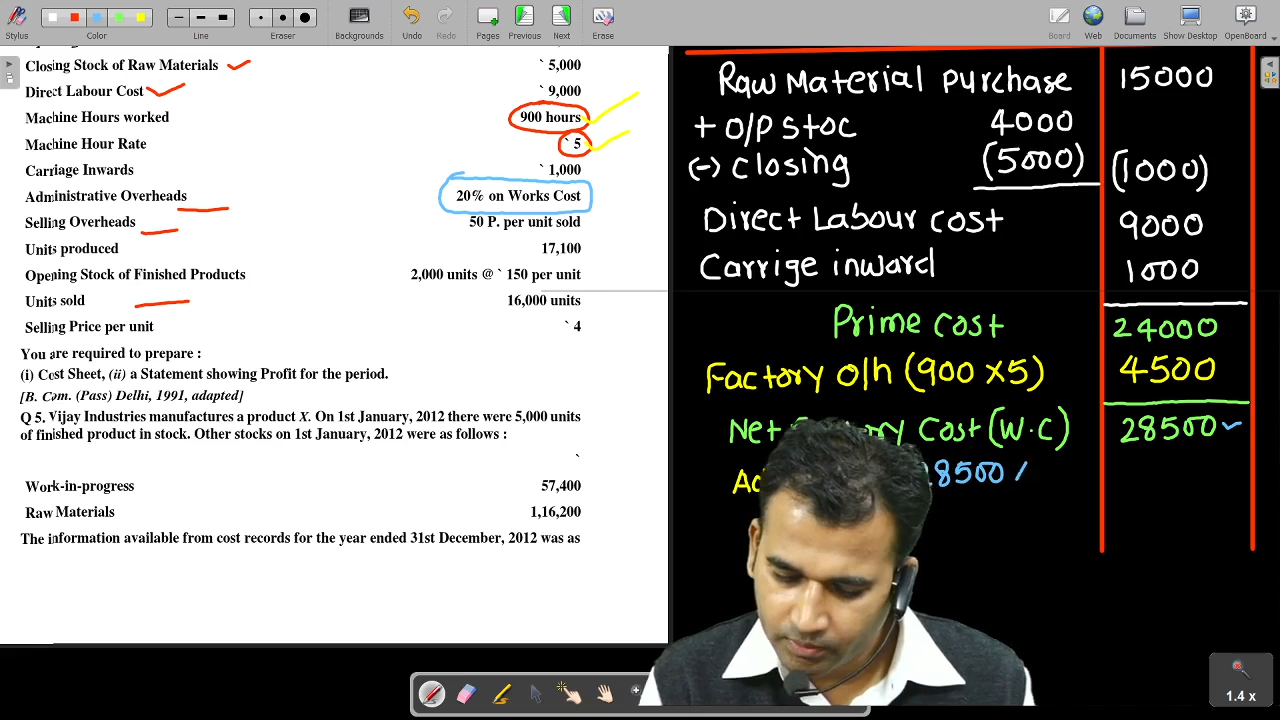 Stylus
Color
Line
Eraser
Backgrounds
Undo
Redo
Pages
Previous
Next
Erase
Board
Web
Documents
Show Desktop
OpenBoard
Closing Stock of Raw Materials ` 5,000
Direct Labour Cost ` 9,000
Machine Hours worked 900 hours
Machine Hour Rate ` 5
Carriage Inwards ` 1,000
Administrative Overheads 20% on Works Cost
Selling Overheads 50 P. per unit sold
Units produced 17,100
Opening Stock of Finished Products 2,000 units @ ` 150 per unit
Units sold 16,000 units
Selling Price per unit ` 4
You are required to prepare :
(i) Cost Sheet, (ii) a Statement showing Profit for the period.
[B. Com. (Pass) Delhi, 1991, adapted]
Q 5. Vijay Industries manufactures a product X. On 1st January, 2012 there were 5,000 units
of finished product in stock. Other stocks on 1st January, 2012 were as follows :
`
Work-in-progress 57,400
Raw Materials 1,16,200
The information available from cost records for the year ended 31st December, 2012 was as
Raw Material purchase 15000
+ O/P Stoc 4000
(-) Closing (5000) (1000)
Direct Labour cost 9000
Carrige inward 1000
Prime cost 24000
Factory o/h (900 x5) 4500
Net Cost (W.C) 28500
8500 /
1.4 x